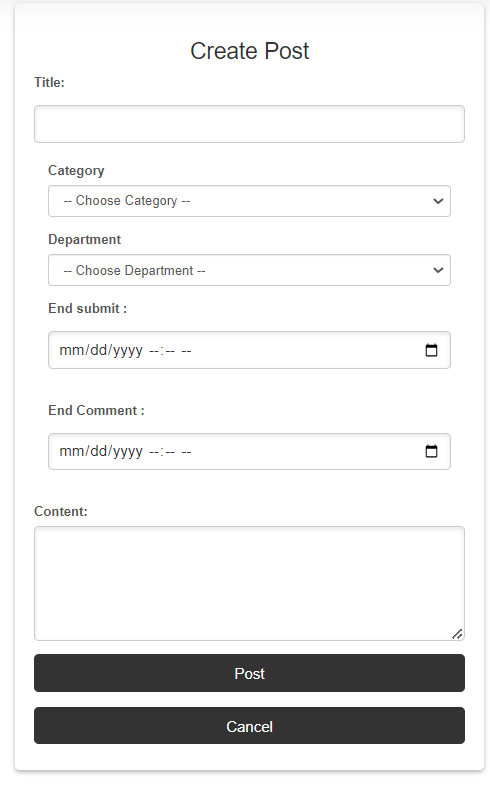 Create Post
Title:
Category
-- Choose Category --
Department
-- Choose Department --
End submit :
mm/dd/yyyy --:-- --
End Comment :
mm/dd/yyyy --:-- --
Content:
Post
Cancel